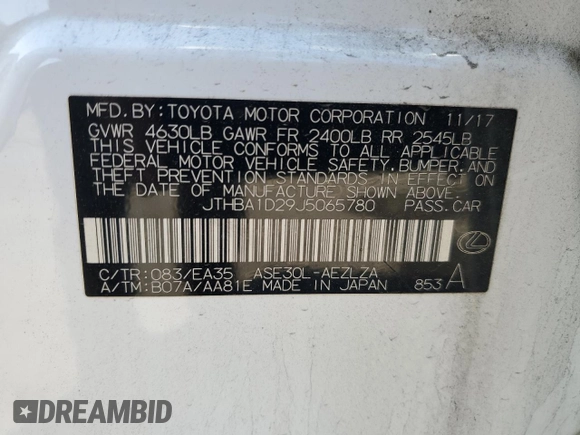 MFD.BY:TOYOTA MOTOR CORPORATION 11/17
GVWR 4630LB GAWR FR 2400LB RR 2545LB
THIS VEHICLE CONFORMS TO ALL APPLICABLE
FEDERAL MOTOR VEHICLE SAFETY,BUMPER,AND
THEFT PREVENTION STANDARDS IN EFFECT ON
THE DATE OF MANUFACTURE SHOWN ABOVE.
JTHBA1D29J5065780 PASS.CAR
C/TR:083/EA35 ASE30L-AEZLZA
A/TM:B07A/AA81E MADE IN JAPAN 853 A
DREAMBID